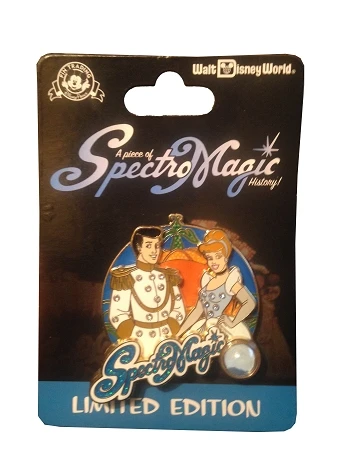 PIN TRADING
Walt Disney World®
A piece of
SpectroMagic
History!
SpectroMagic
LIMITED EDITION